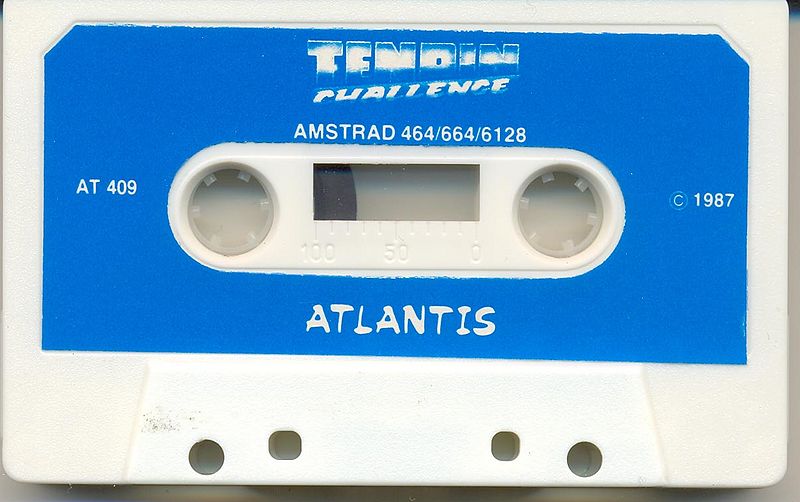 TENPIN
CHALLENGE
AMSTRAD 464/664/6128
AT 409
© 1987
100 50 0
ATLANTIS